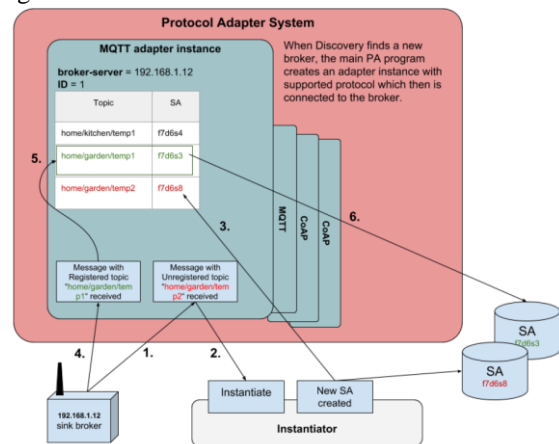 Protocol Adapter System
MQTT adapter instance
broker-server = 192.168.1.12
ID = 1
Topic SA
home/kitchen/temp1 f7d6s4
home/garden/temp1 f7d6s3
home/garden/temp2 f7d6s8
When Discovery finds a new
broker, the main PA program
creates an adapter instance with
supported protocol which then is
connected to the broker.
MQTT
CoAP
CoAP
5.
3.
6.
Message with
Registered topic
"home/garden/tem
p1" received
Message with
Unregistered topic
"home/garden/tem
p2" received
4.
1.
2.
SA
f7d6s3
SA
f7d6s8
192.168.1.12
sink broker
Instantiate
New SA
created
Instantiator